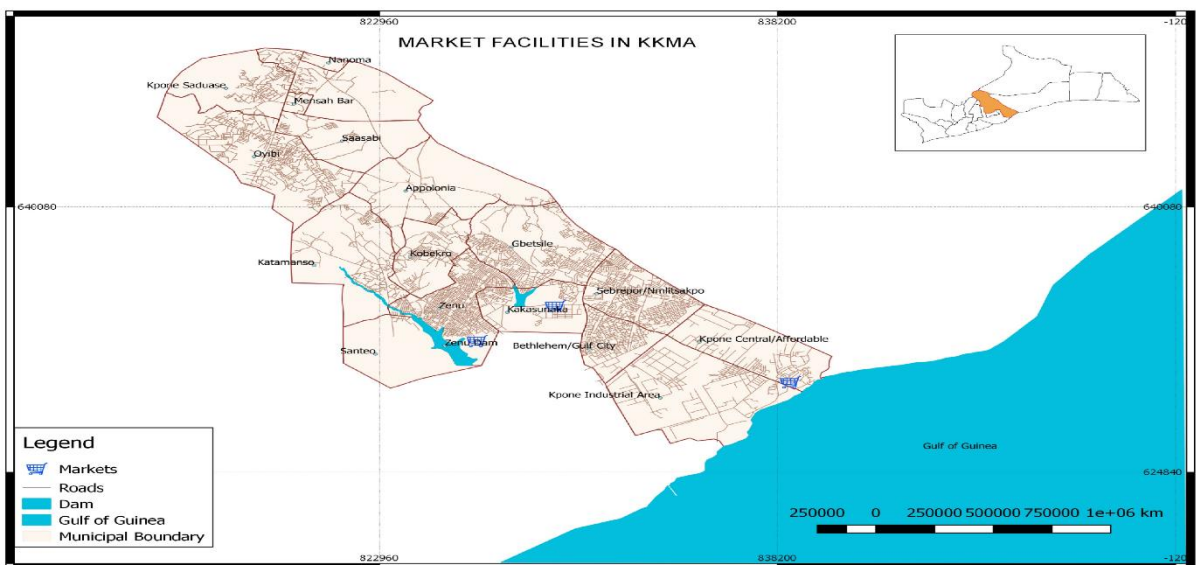 822960
838200
-120
MARKET FACILITIES IN KKMA
Nanoma
Kpone Saduase
Mensah Bar
Saasabi
Oyibi
Appolonia
640080
640080
Gbetsile
Kobekro
Katamanso
Sebrepor/Nmlitsakpo
Zenu
Kakasunaka
Zenu Dam
Bethlehem/Gulf City
Kpone Central/Affordable
Santeo
Kpone Industrial Area
Legend
Markets
Roads
Dam
Gulf of Guinea
Municipal Boundary
Gulf of Guinea
624840
250000 0 250000 500000 750000 1e+06 km
822960
838200
-120